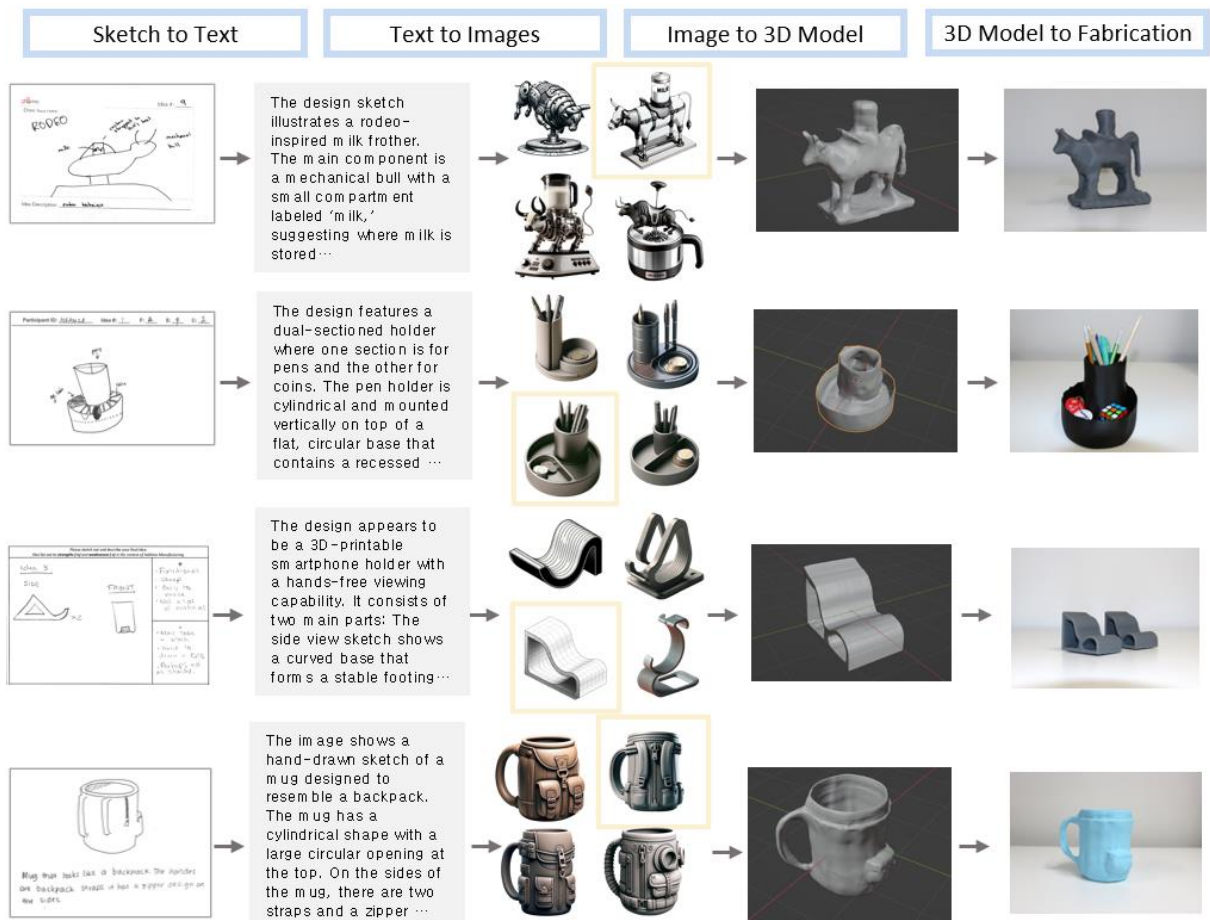 Sketch to Text
Text to Images
Image to 3D Model
3D Model to Fabrication
RODEO
milk
The design sketch
illustrates a rodeo-
inspired milk frother.
The main component is
a mechanical bull with a
small compartment
labeled ‘milk,’
suggesting where milk is
stored…
MILK
Participant ID:
Idea #:
The design features a
dual-sectioned holder
where one section is for
pens and the other for
coins. The pen holder is
cylindrical and mounted
vertically on top of a
flat, circular base that
contains a recessed …
SIDE
FRONT
The design appears to
be a 3D-printable
smartphone holder with
a hands-free viewing
capability. It consists of
two main parts: The
side view sketch shows
a curved base that
forms a stable footing…
Mug that looks like a backpack. The handles
are backpack straps it has a zipper design on
the sides
The image shows a
hand-drawn sketch of a
mug designed to
resemble a backpack.
The mug has a
cylindrical shape with a
large circular opening at
the top. On the sides of
the mug, there are two
straps and a zipper …